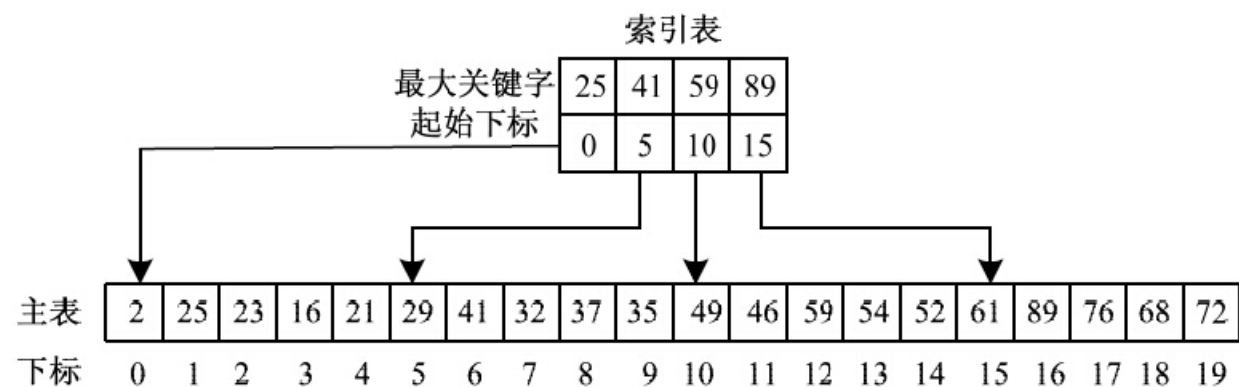 索引表
最大关键字 25 41 59 89
起始下标 0 5 10 15
主表 2 25 23 16 21 29 41 32 37 35 49 46 59 54 52 61 89 76 68 72
下标 0 1 2 3 4 5 6 7 8 9 10 11 12 13 14 15 16 17 18 19